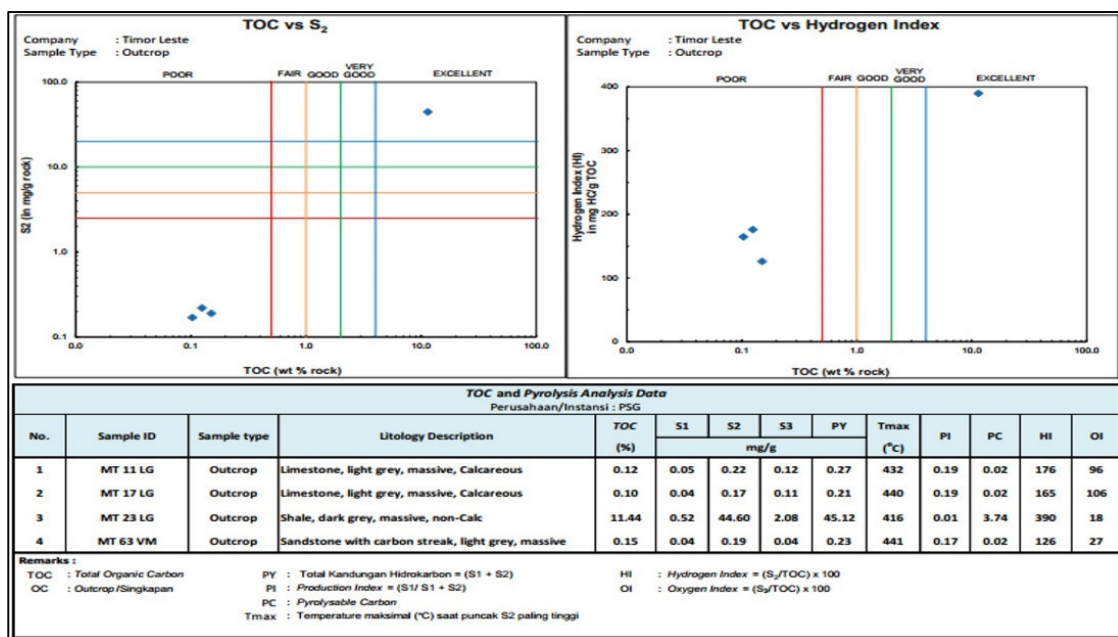 TOC vs S2
Company : Timor Leste
Sample Type : Outcrop
POOR FAIR GOOD VERY GOOD EXCELLENT
100.0
10.0
1.0
0.1
S2 (in mg/g rock)
0.0 0.1 1.0 10.0 100.0
TOC (wt % rock)
TOC vs Hydrogen Index
Company : Timor Leste
Sample Type : Outcrop
POOR FAIR GOOD VERY GOOD EXCELLENT
400
300
200
100
0
Hydrogen Index (HI)
in mg HC/g TOC
0.0 0.1 1.0 10.0 100.0
TOC (wt % rock)
TOC and Pyrolysis Analysis Data
Perusahaan/Instansi : PSG
No. Sample ID Sample type Litology Description TOC (%) S1 S2 S3 PY mg/g Tmax (°C) PI PC HI OI
1 MT 11 LG Outcrop Limestone, light grey, massive, Calcareous 0.12 0.05 0.22 0.12 0.27 432 0.19 0.02 176 96
2 MT 17 LG Outcrop Limestone, light grey, massive, Calcareous 0.10 0.04 0.17 0.11 0.21 440 0.19 0.02 165 106
3 MT 23 LG Outcrop Shale, dark grey, massive, non-Calc 11.44 0.52 44.60 2.08 45.12 416 0.01 3.74 390 18
4 MT 63 VM Outcrop Sandstone with carbon streak, light grey, massive 0.15 0.04 0.19 0.04 0.23 441 0.17 0.02 126 27
Remarks :
TOC : Total Organic Carbon PY : Total Kandungan Hidrokarbon = (S1 + S2) HI : Hydrogen Index = (S2/TOC) x 100
OC : Outcrop/Singkapan PI : Production Index = (S1/ S1 + S2) OI : Oxygen Index = (S3/TOC) x 100
PC : Pyrolysable Carbon
Tmax : Temperature maksimal (°C) saat puncak S2 paling tinggi